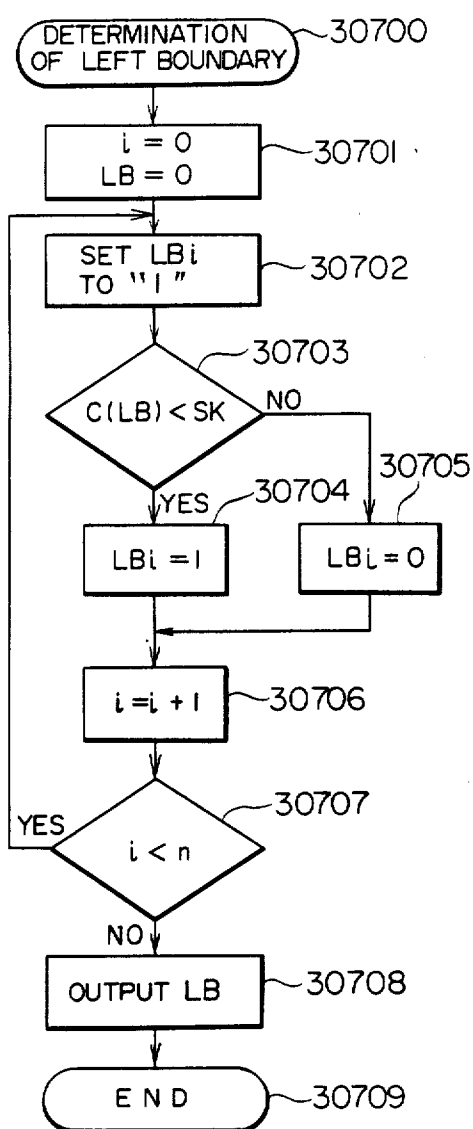 DETERMINATION
OF LEFT BOUNDARY
30700
i = 0
LB = 0
30701
SET LBi
TO "1"
30702
30703
C(LB) < SK
NO
YES
30704
30705
LBi = 1
LBi = 0
i = i + 1
30706
30707
YES
i < n
NO
OUTPUT LB
30708
END
30709